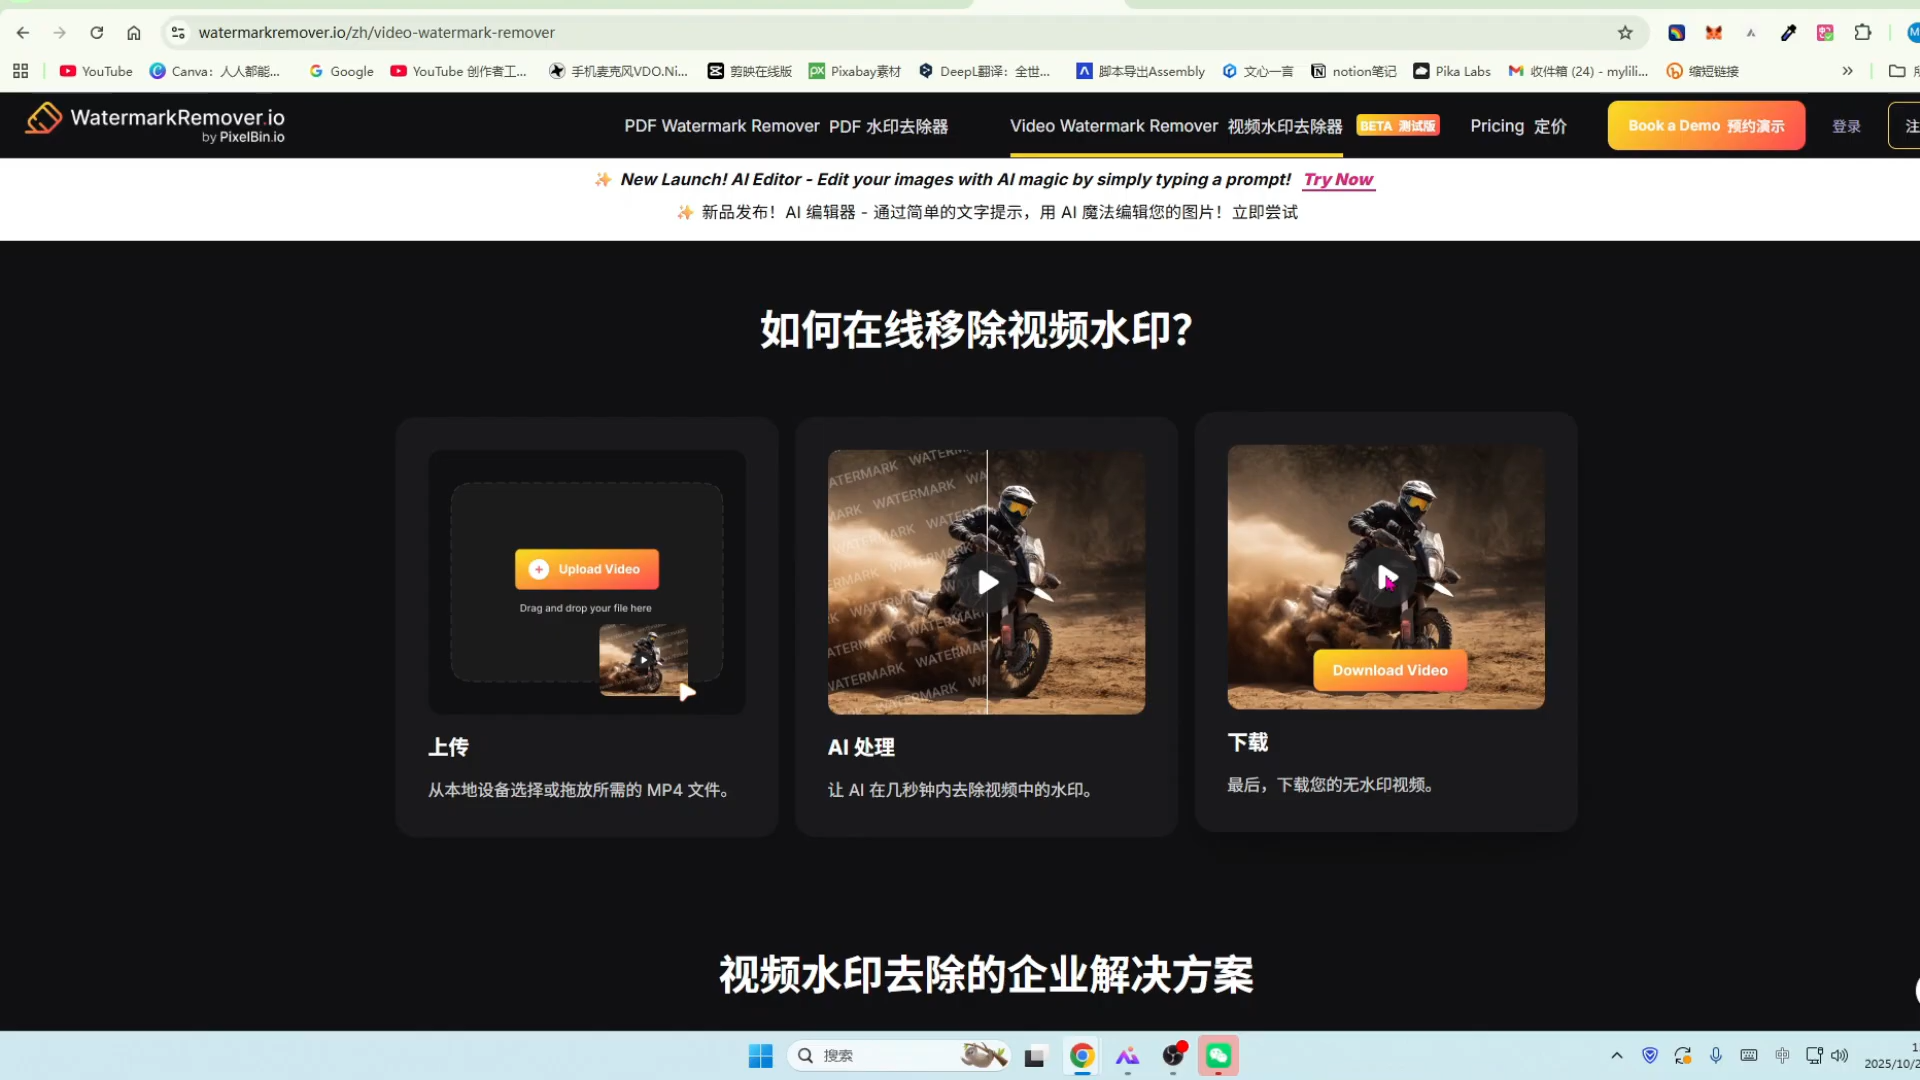 watermarkremover.io/zh/video-watermark-remover
YouTube
Canva：人人都能...
Google
YouTube 创作者工...
手机麦克风VDO.Ni...
剪映在线版
Pixabay素材
DeepL翻译：全世...
脚本导出Assembly
文心一言
notion笔记
Pika Labs
收件箱 (24) - mylili...
缩短链接
WatermarkRemover.io
by PixelBin.io
PDF Watermark Remover PDF 水印去除器
Video Watermark Remover 视频水印去除器
BETA 测试版
Pricing 定价
Book a Demo 预约演示
登录
注
✨ New Launch! AI Editor - Edit your images with AI magic by simply typing a prompt! Try Now
✨ 新品发布！AI 编辑器 - 通过简单的文字提示，用 AI 魔法编辑您的图片！立即尝试
如何在线移除视频水印？
Upload Video
Drag and drop your file here
WATERMARK
WATERMARK
Download Video
上传
从本地设备选择或拖放所需的 MP4 文件。
AI 处理
让 AI 在几秒钟内去除视频中的水印。
下载
最后，下载您的无水印视频。
视频水印去除的企业解决方案
搜索
中
2025/10/2